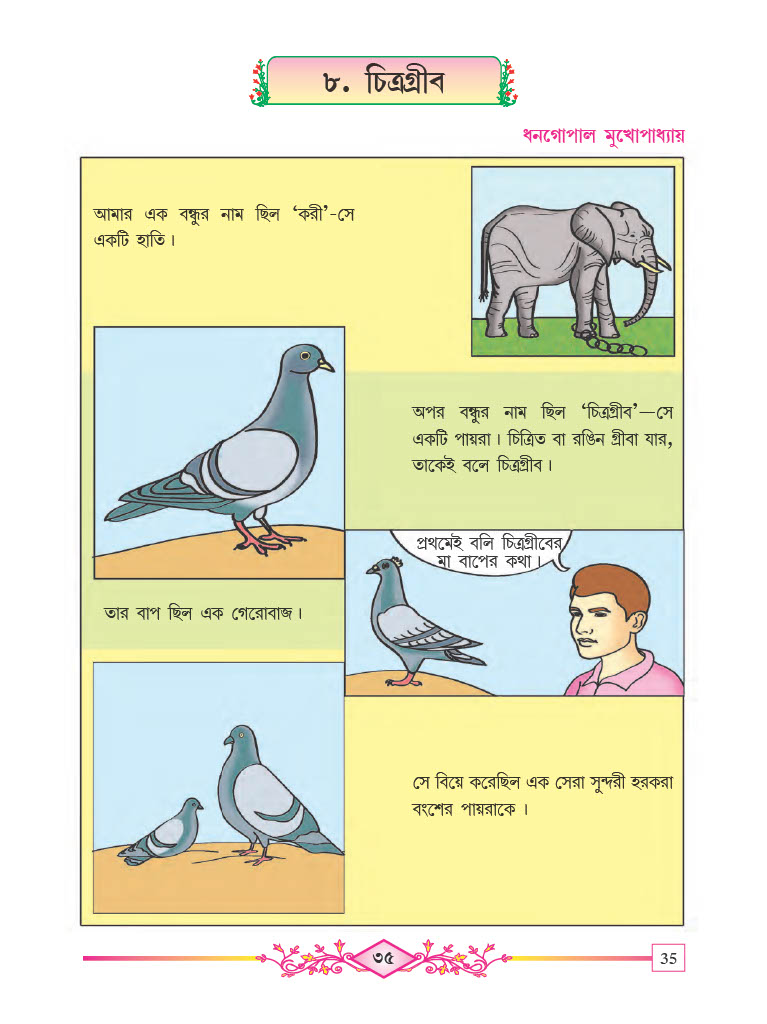 ৮. চিত্রগ্রীব
ধনগোপাল মুখোপাধ্যায়
আমার এক বন্ধুর নাম ছিল ‘করী’-সে
একটি হাতি।
অপর বন্ধুর নাম ছিল ‘চিত্রগ্রীব’—সে
একটি পায়রা। চিত্রিত বা রঙিন গ্রীবা যার,
তাকেই বলে চিত্রগ্রীব।
প্রথমেই বলি চিত্রগ্রীবের
মা বাপের কথা।
তার বাপ ছিল এক গেরোবাজ।
সে বিয়ে করেছিল এক সেরা সুন্দরী হরকরা
বংশের পায়রাকে ।
৩৫
35